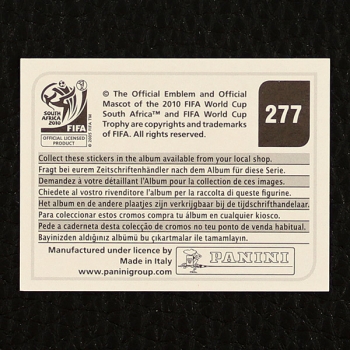 SOUTH
AFRICA
2010
FIFA
OFFICIAL LICENSED
PRODUCT
© The Official Emblem and Official
Mascot of the 2010 FIFA World Cup
South Africa™ and FIFA World Cup
Trophy are copyrights and trademarks
of FIFA. All rights reserved.
277
Collect these stickers in the album available from your local shop.
Fragt bei eurem Zeitschriftenhändler nach dem Album für diese Serie.
Demandez à votre détaillant l'Album pour la collection de ces images.
Chiedete al vostro rivenditore l'Album per la raccolta di queste figurine.
Het album en de andere plaatjes zijn verkrijgbaar bij de tijdschrifthandelaar.
Para coleccionar estos cromos compra tu álbum en cualquier kiosco.
Pede a caderneta desta colecção de cromos no teu ponto de venda habitual.
Bayinizden aldığınız albümü bu çıkartmalar ile tamamlayın.
Manufactured under licence by
Made in Italy
www.paninigroup.com
PANINI